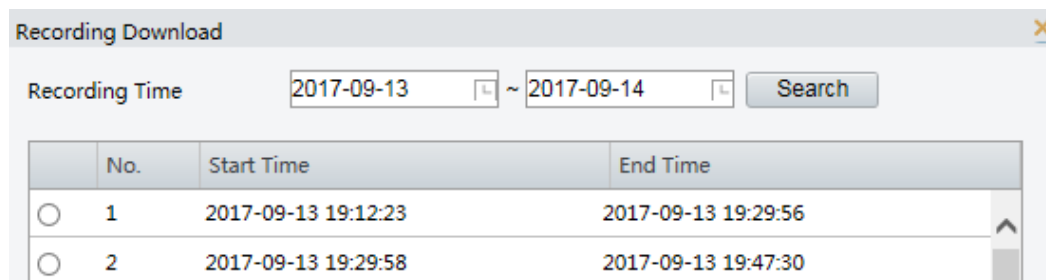 Recording Download
Recording Time 2017-09-13 ~ 2017-09-14 Search
No. Start Time End Time
1 2017-09-13 19:12:23 2017-09-13 19:29:56
2 2017-09-13 19:29:58 2017-09-13 19:47:30